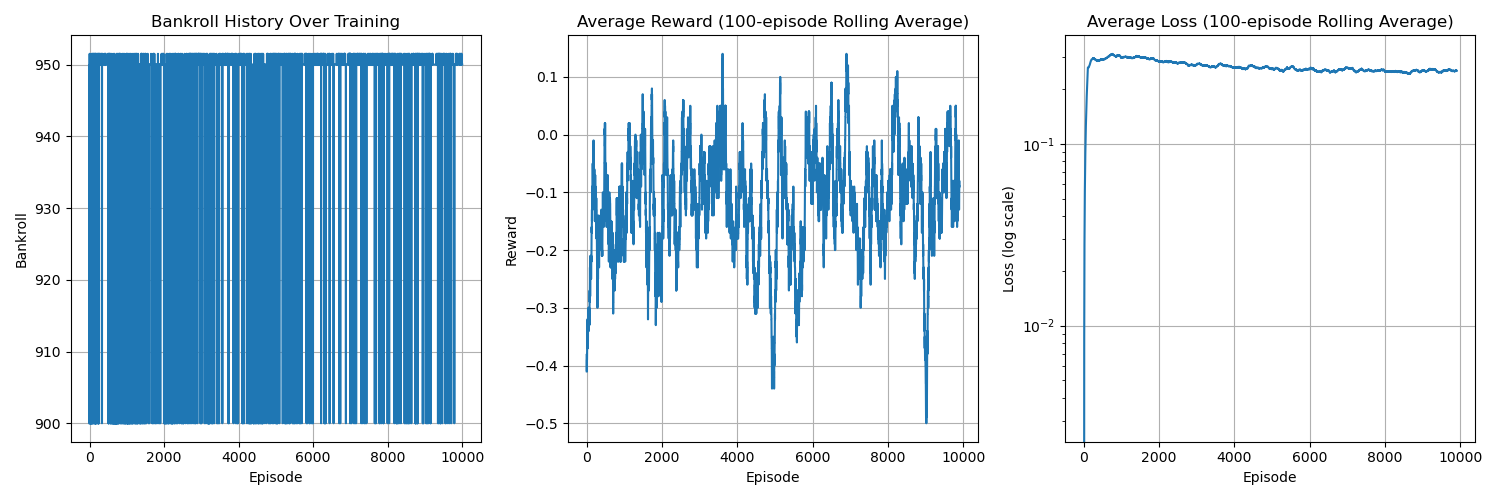 Bankroll History Over Training
Bankroll
950
940
930
920
910
900
0 2000 4000 6000 8000 10000
Episode
Average Reward (100-episode Rolling Average)
Reward
0.1
0.0
−0.1
−0.2
−0.3
−0.4
−0.5
0 2000 4000 6000 8000 10000
Episode
Average Loss (100-episode Rolling Average)
Loss (log scale)
10⁻¹
10⁻²
0 2000 4000 6000 8000 10000
Episode